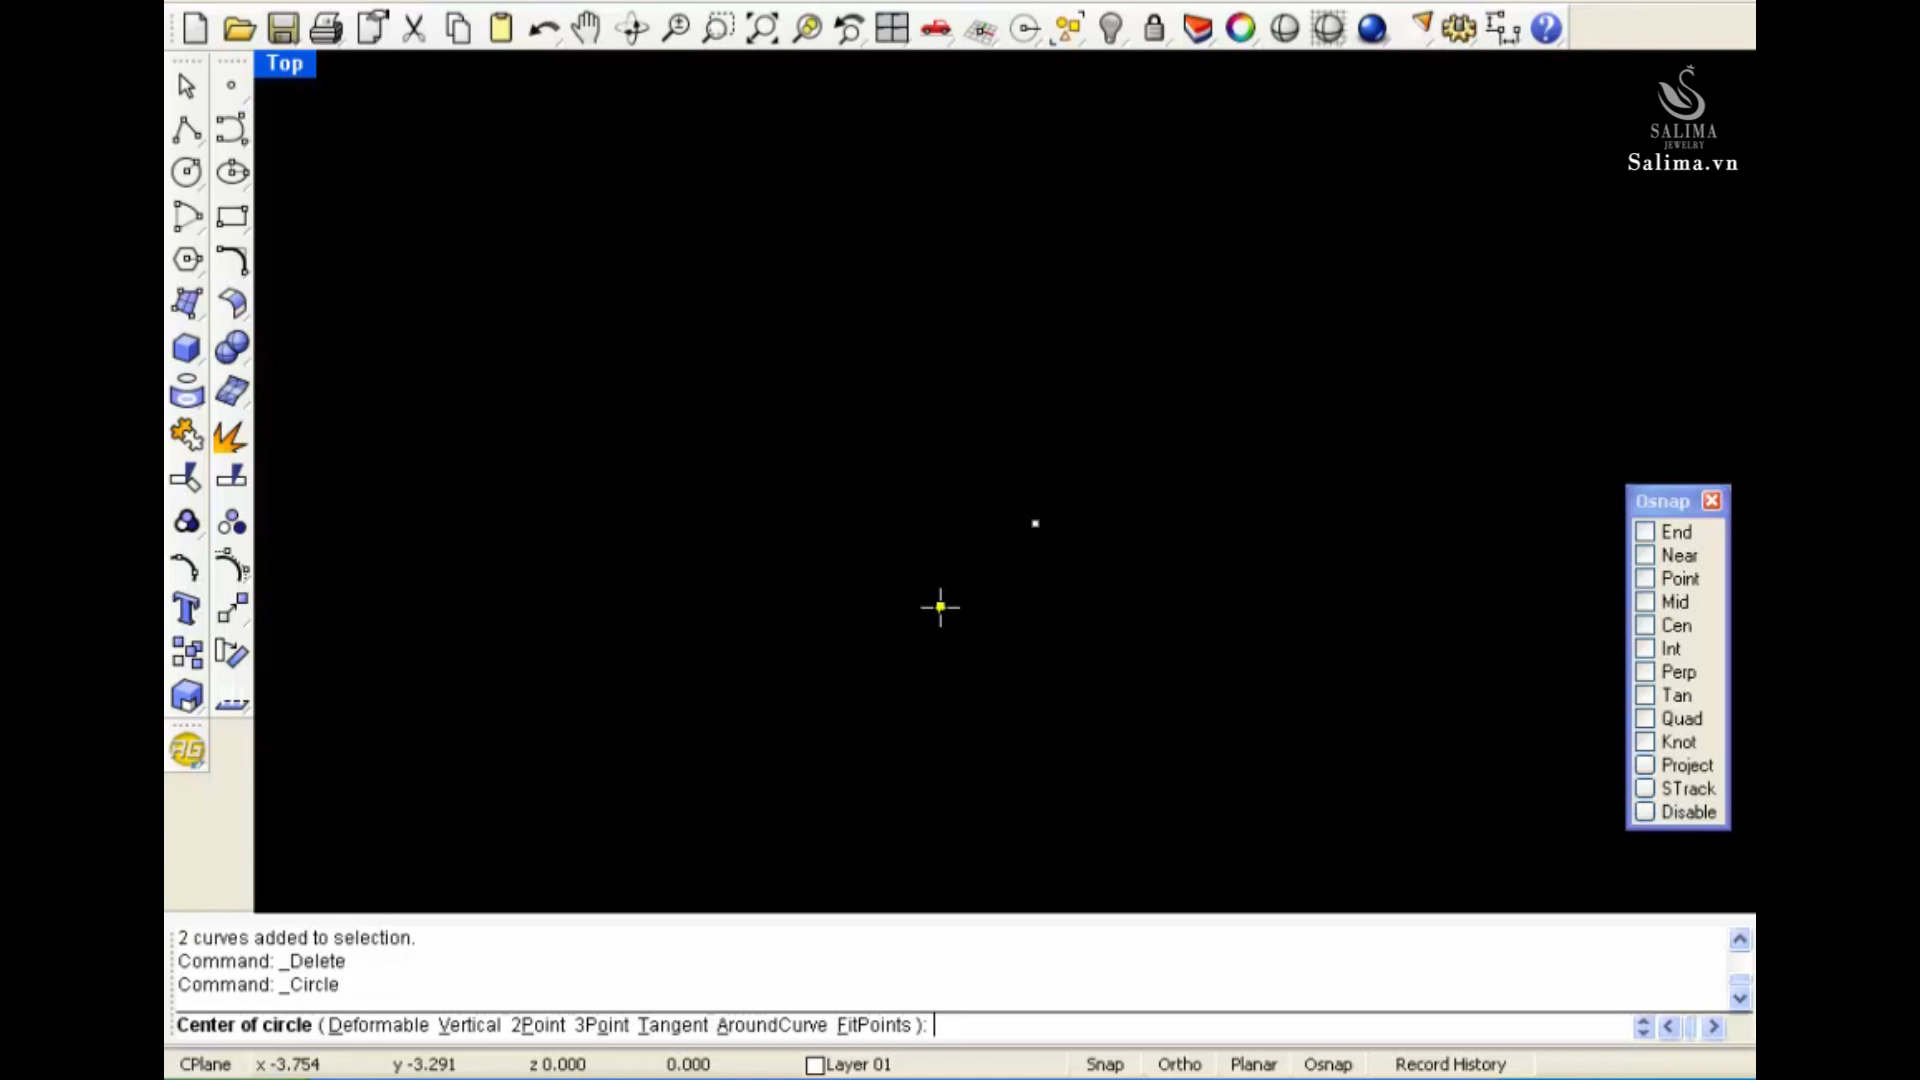 Top
SALIMA
JEWELRY
Salima.vn
Osnap
End
Near
Point
Mid
Cen
Int
Perp
Tan
Quad
Knot
Project
STrack
Disable
2 curves added to selection.
Command: _Delete
Command: _Circle
Center of circle ( Deformable Vertical 2Point 3Point Tangent AroundCurve FitPoints ):
CPlane x -3.754 y -3.291 z 0.000 0.000 Layer 01 Snap Ortho Planar Osnap Record History